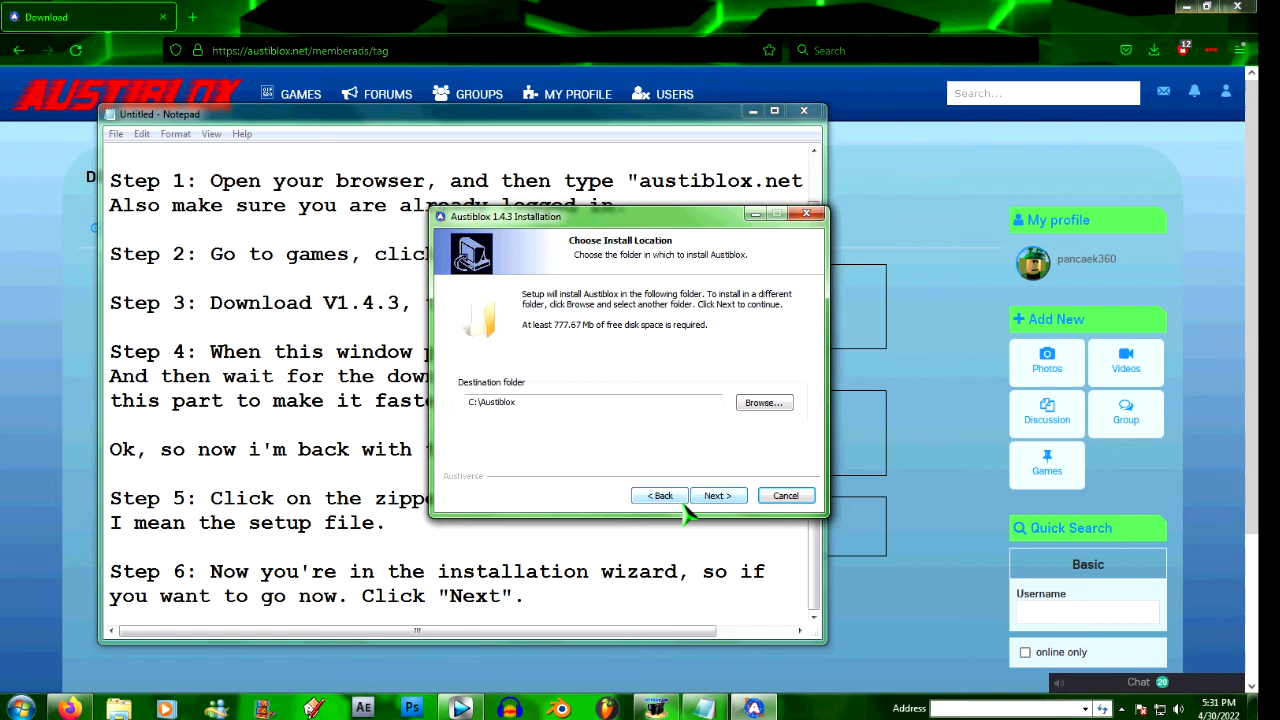 Download
https://austiblox.net/memberads/tag
Search
12
AUSTIBLOX
GAMES
FORUMS
GROUPS
MY PROFILE
USERS
Search...
Untitled - Notepad
File Edit Format View Help
D
Step 1: Open your browser, and then type "austiblox.net
Also make sure you are already logged in.
Step 2: Go to games, clic
Step 3: Download V1.4.3,
Step 4: When this window
And then wait for the dow
this part to make it faste
Ok, so now i'm back with
Step 5: Click on the zippe
I mean the setup file.
Step 6: Now you're in the installation wizard, so if
you want to go now. Click "Next".
Austiblox 1.4.3 Installation
Choose Install Location
Choose the folder in which to install Austiblox.
Setup will install Austiblox in the following folder. To install in a different
folder, click Browse and select another folder. Click Next to continue.
At least 777.67 Mb of free disk space is required.
Destination folder
C:\Austiblox
Browse...
Austiverse
< Back
Next >
Cancel
My profile
pancaek360
Add New
Photos
Videos
Discussion
Group
Games
Quick Search
Basic
Username
online only
Chat 20
AE
Ps
Address
5:31 PM
4/30/2022